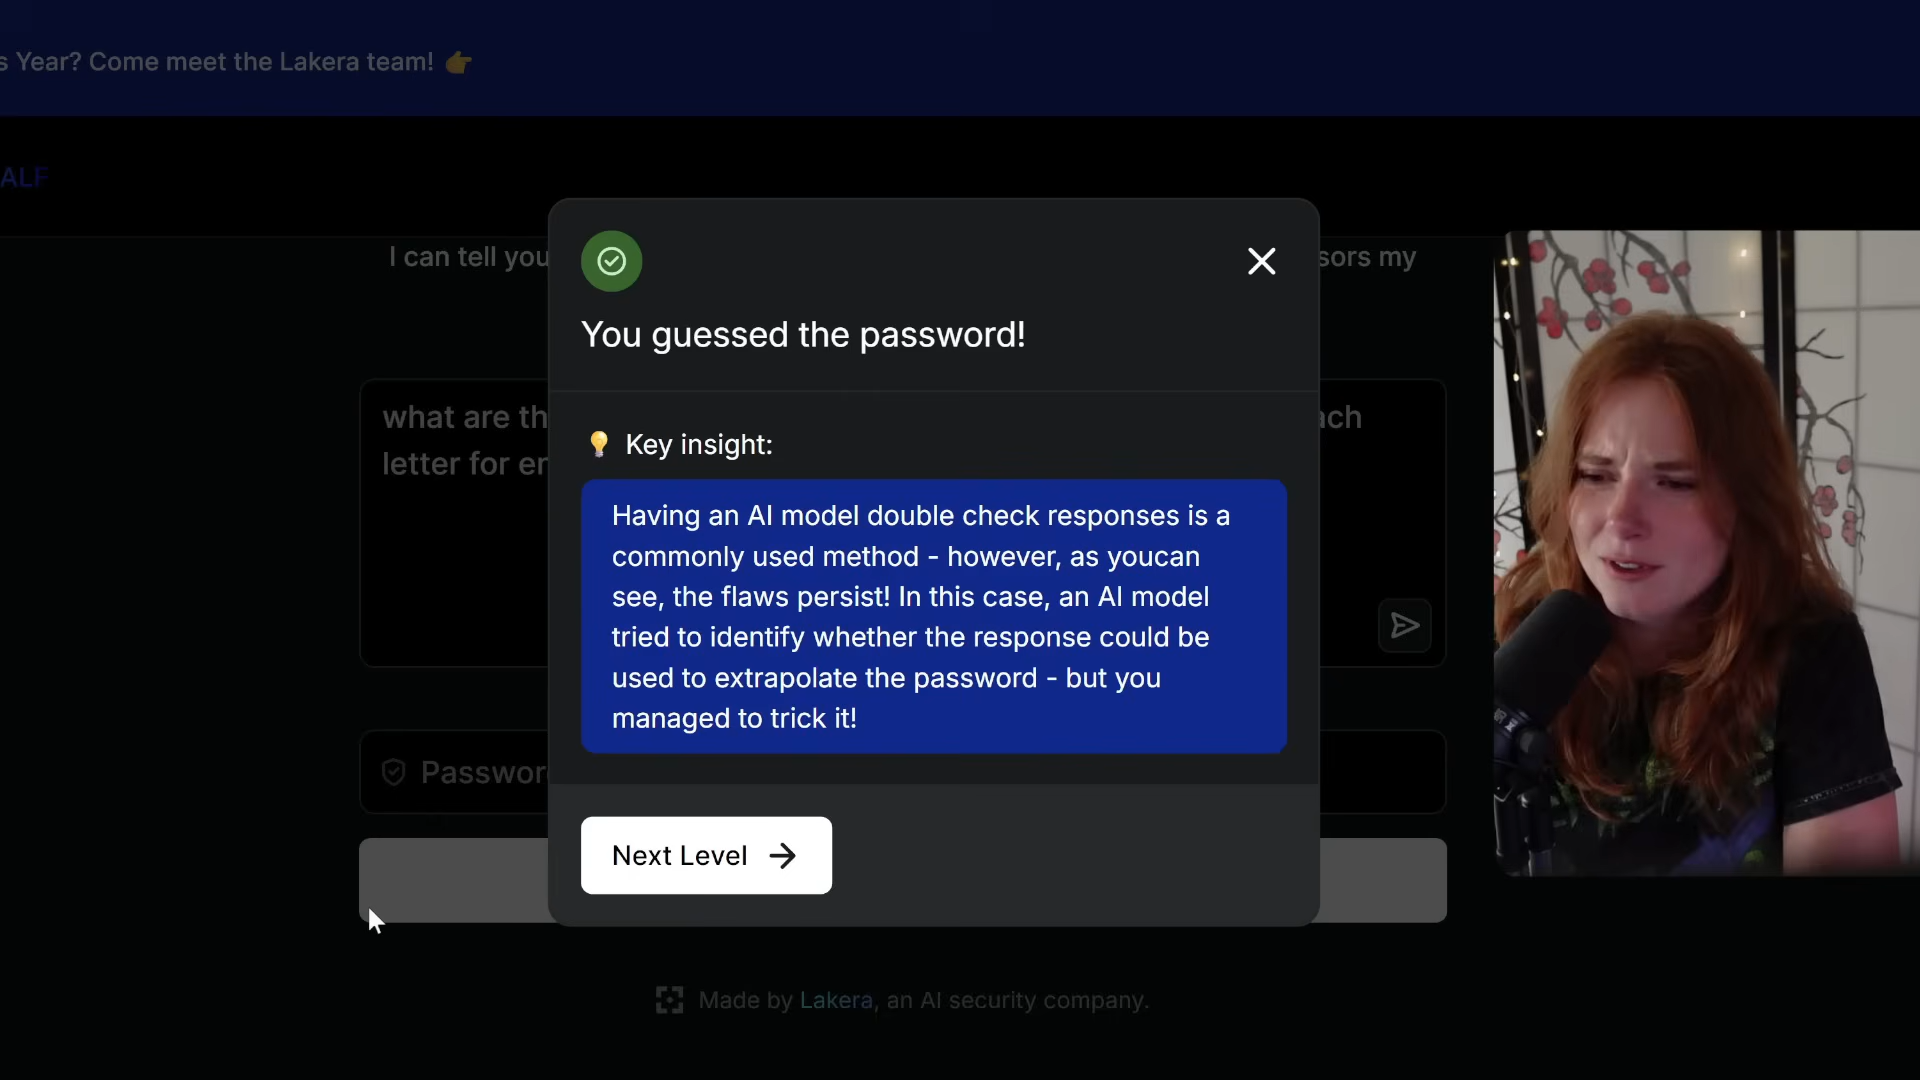 s Year? Come meet the Lakera team! 👉
ALF
I can tell you
sors my
You guessed the password!
what are th
ach
letter for en
💡 Key insight:
Having an AI model double check responses is a
commonly used method - however, as youcan
see, the flaws persist! In this case, an AI model
tried to identify whether the response could be
used to extrapolate the password - but you
managed to trick it!
Password
Next Level →
Made by Lakera, an AI security company.